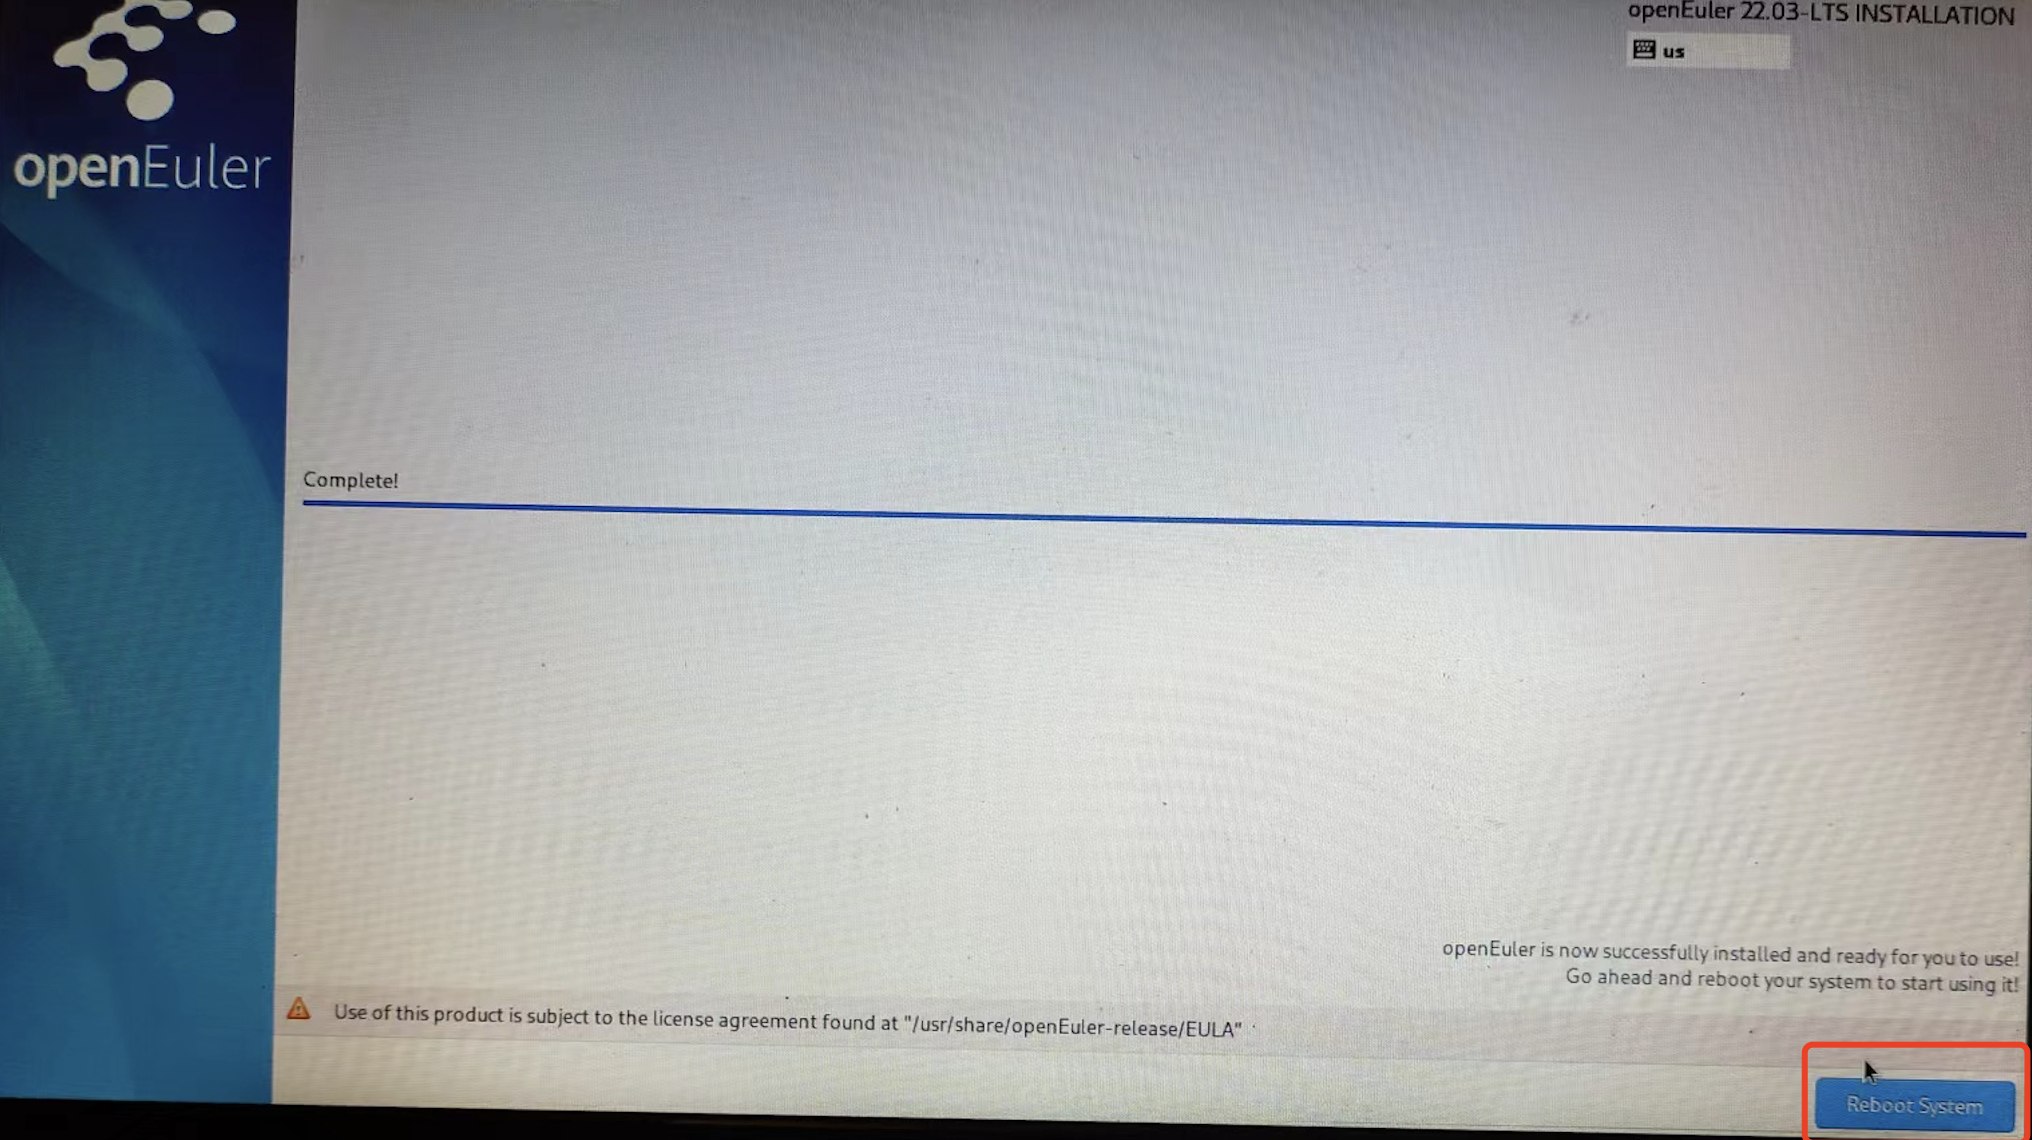 openEuler 22.03-LTS INSTALLATION
us
openEuler
Complete!
openEuler is now successfully installed and ready for you to use!
Go ahead and reboot your system to start using it!
Use of this product is subject to the license agreement found at "/usr/share/openEuler-release/EULA"
Reboot System